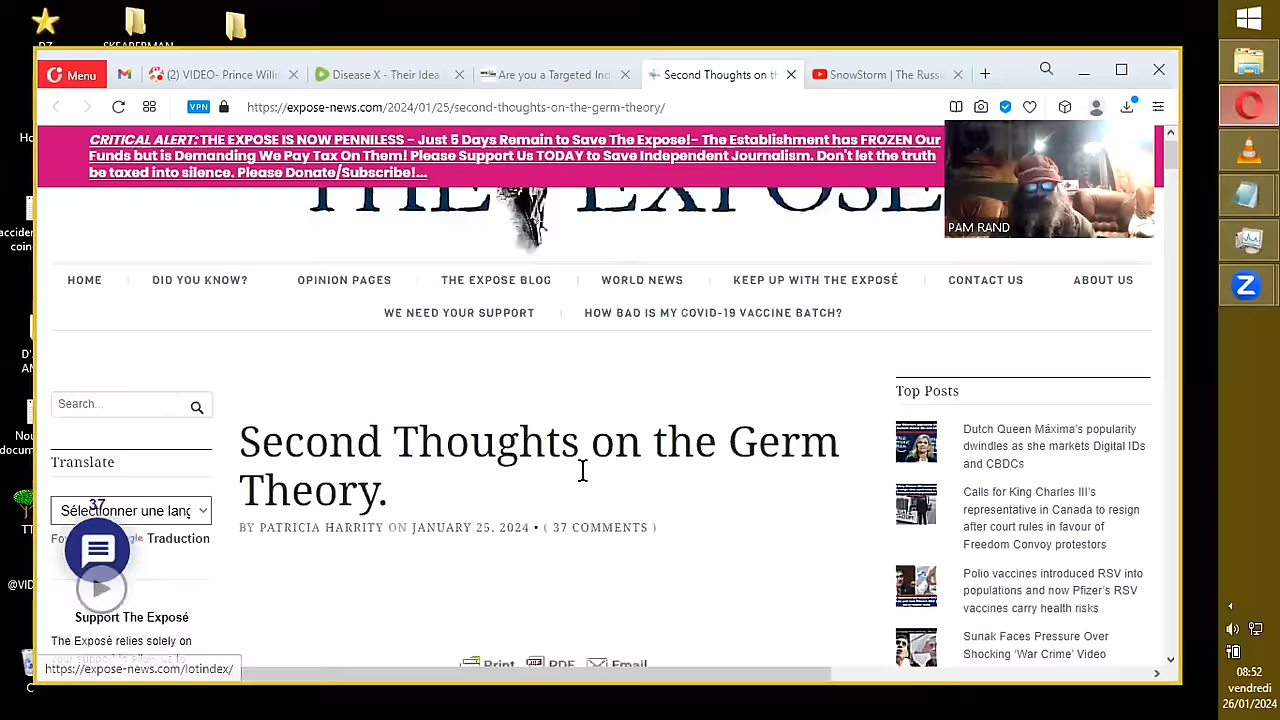 Menu
(2) VIDEO- Prince Willi
Disease X - Their Idea
Are you a Targeted Ind
Second Thoughts on th
SnowStorm | The Russi
VPN
https://expose-news.com/2024/01/25/second-thoughts-on-the-germ-theory/
CRITICAL ALERT: THE EXPOSE IS NOW PENNILESS – Just 5 Days Remain to Save The Expose!- The Establishment has FROZEN Our
Funds but is Demanding We Pay Tax On Them! Please Support Us TODAY to Save Independent Journalism. Don't let the truth
be taxed into silence. Please Donate/Subscribe!...
THE EXPOSE
PAM RAND
HOME
DID YOU KNOW?
OPINION PAGES
THE EXPOSE BLOG
WORLD NEWS
KEEP UP WITH THE EXPOSÉ
CONTACT US
ABOUT US
WE NEED YOUR SUPPORT
HOW BAD IS MY COVID-19 VACCINE BATCH?
Search...
Translate
Sélectionner une lang
37
Traduction
Support The Exposé
The Exposé relies solely on
https://expose-news.com/lotindex/
Second Thoughts on the Germ
Theory.
BY PATRICIA HARRITY ON JANUARY 25, 2024 • ( 37 COMMENTS )
Print
PDF
Email
Top Posts
Dutch Queen Máxima's popularity
dwindles as she markets Digital IDs
and CBDCs
Calls for King Charles III's
representative in Canada to resign
after court rules in favour of
Freedom Convoy protestors
Polio vaccines introduced RSV into
populations and now Pfizer's RSV
vaccines carry health risks
Sunak Faces Pressure Over
Shocking 'War Crime' Video
08:52
vendredi
26/01/2024